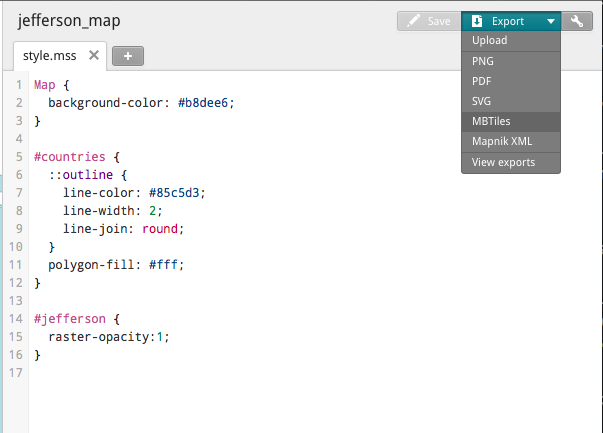 jefferson_map
Save
Export
Upload
PNG
PDF
SVG
MBTiles
Mapnik XML
View exports
style.mss
1 Map {
2   background-color: #b8dee6;
3 }
4
5 #countries {
6   ::outline {
7     line-color: #85c5d3;
8     line-width: 2;
9     line-join: round;
10   }
11   polygon-fill: #fff;
12 }
13
14 #jefferson {
15   raster-opacity:1;
16 }
17